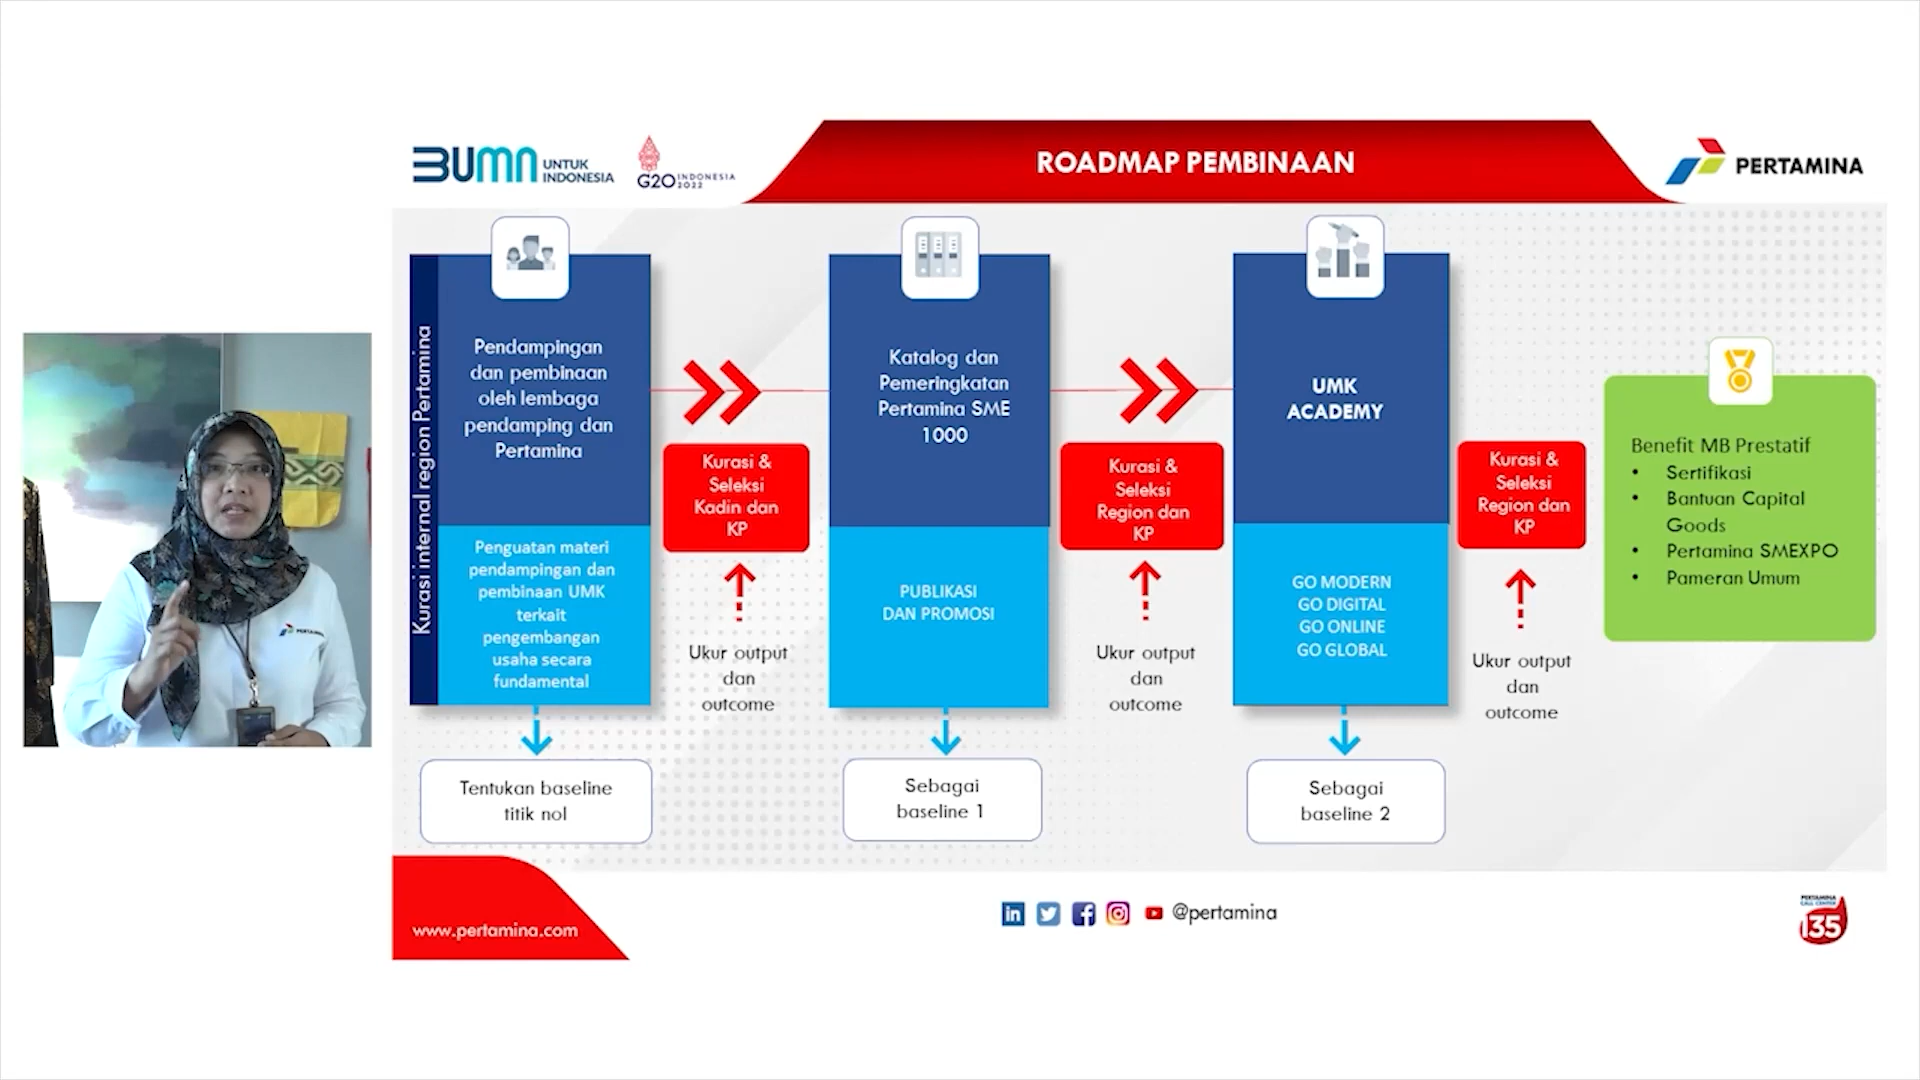 BUMN UNTUK
INDONESIA
G20 INDONESIA
2022
ROADMAP PEMBINAAN
PERTAMINA
Kurasi internal region Pertamina
Pendampingan
dan pembinaan
oleh lembaga
pendamping dan
Pertamina
Penguatan materi
pendampingan dan
pembinaan UMK
terkait
pengembangan
usaha secara
fundamental
Tentukan baseline
titik nol
Kurasi &
Seleksi
Kadin dan
KP
Ukur output
dan
outcome
Katalog dan
Pemeringkatan
Pertamina SME
1000
PUBLIKASI
DAN PROMOSI
Sebagai
baseline 1
Kurasi &
Seleksi
Region dan
KP
Ukur output
dan
outcome
UMK
ACADEMY
GO MODERN
GO DIGITAL
GO ONLINE
GO GLOBAL
Sebagai
baseline 2
Kurasi &
Seleksi
Region dan
KP
Ukur output
dan
outcome
Benefit MB Prestatif
• Sertifikasi
• Bantuan Capital
Goods
• Pertamina SMEXPO
• Pameran Umum
PERTAMINA
www.pertamina.com
@pertamina
PERTAMINA
CALL CENTER
135